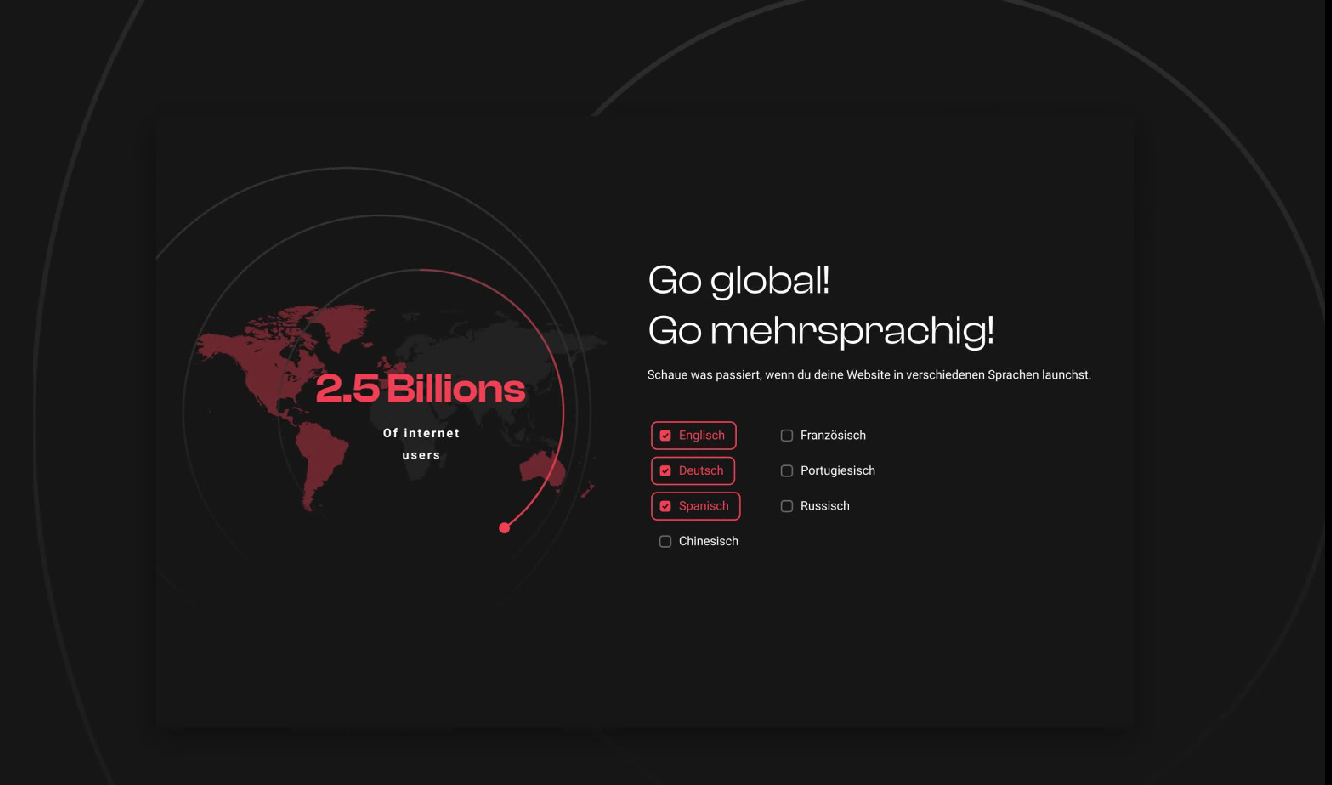 2.5 Billions
Of internet
users
Go global!
Go mehrsprachig!
Schaue was passiert, wenn du deine Website in verschiedenen Sprachen launchst.
Englisch
Deutsch
Spanisch
Chinesisch
Französisch
Portugiesisch
Russisch